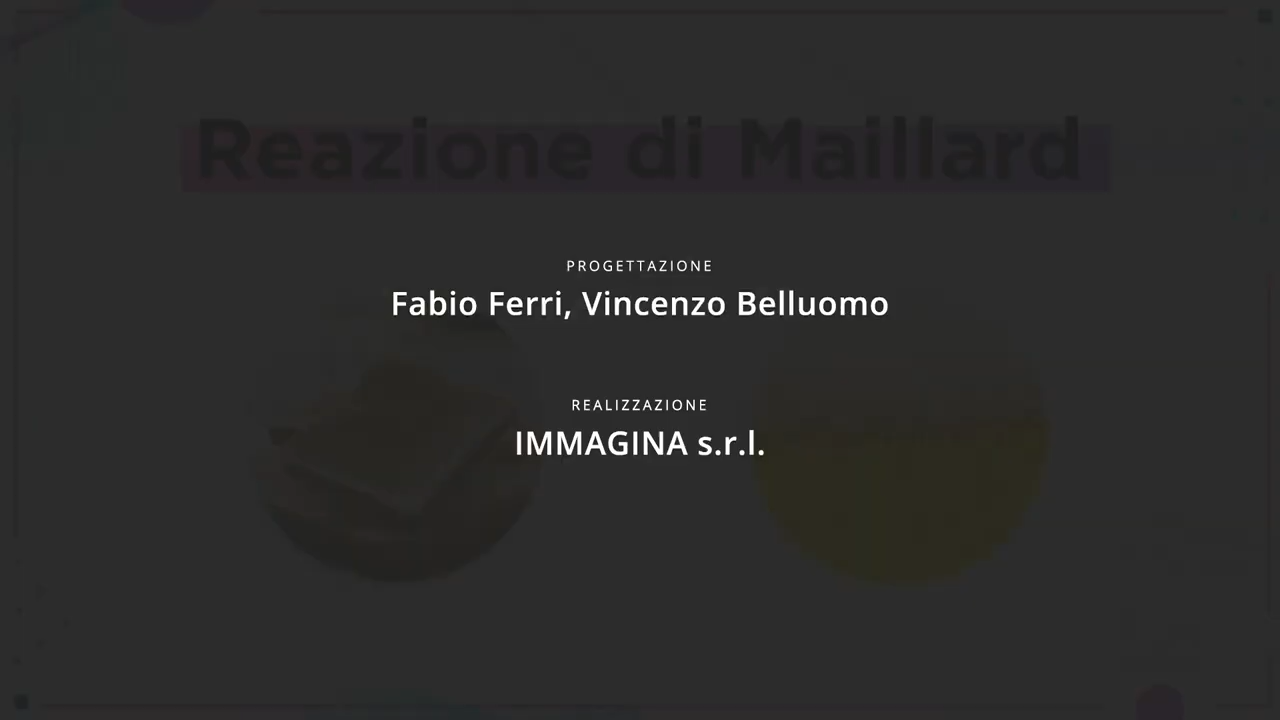 Reazione di Maillard
PROGETTAZIONE
Fabio Ferri, Vincenzo Belluomo
REALIZZAZIONE
IMMAGINA s.r.l.